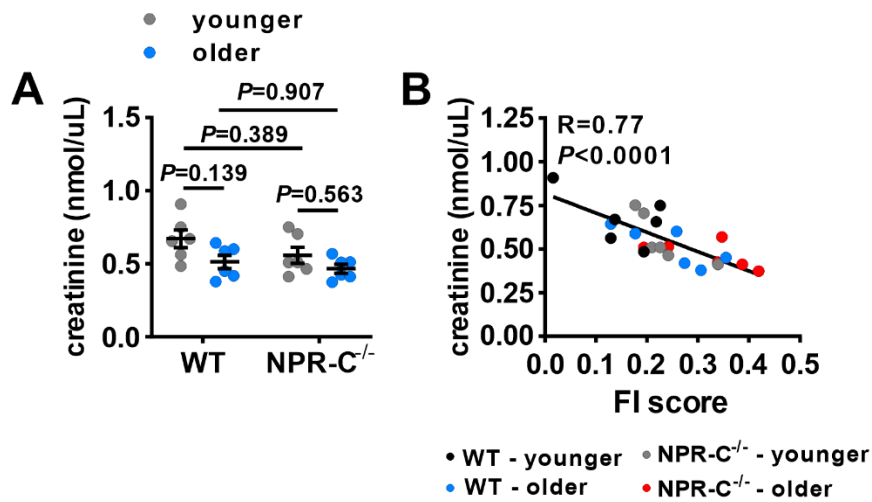 younger
older
A
P=0.907
P=0.389
P=0.139
P=0.563
creatinine (nmol/uL)
1.5
1.0
0.5
0.0
WT
NPR-C-/-
B
R=0.77
P<0.0001
creatinine (nmol/uL)
1.25
1.00
0.75
0.50
0.25
0.00
0.0 0.1 0.2 0.3 0.4 0.5
FI score
WT - younger
NPR-C-/- - younger
WT - older
NPR-C-/- - older